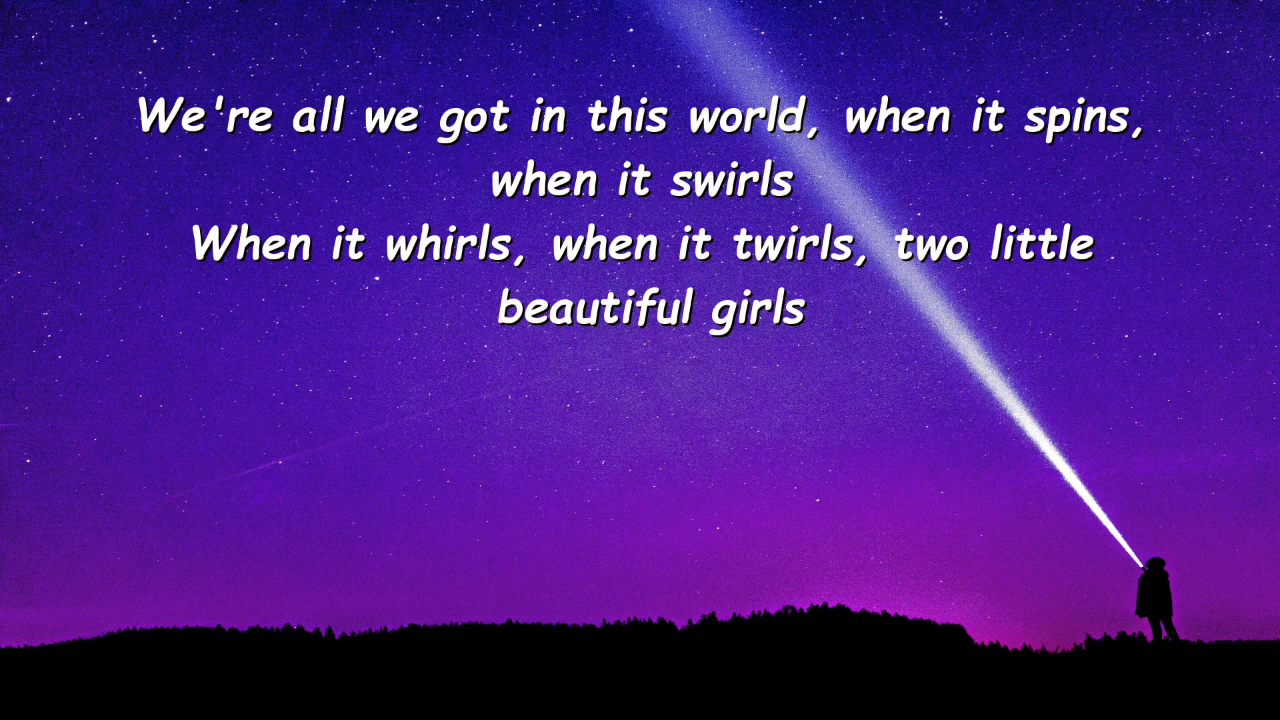 We're all we got in this world, when it spins,
when it swirls
When it whirls, when it twirls, two little
beautiful girls